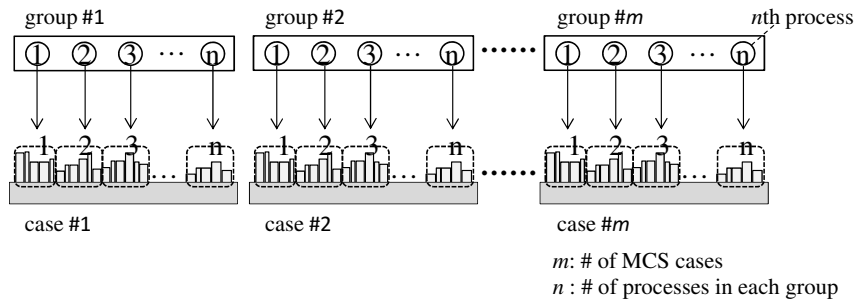 group #1 group #2 group #m nth process
1 2 3 ... n 1 2 3 ... n ...... 1 2 3 ... n
1 2 3 n 1 2 3 n 1 2 3 n
... ... ...... ...
case #1 case #2 case #m
m: # of MCS cases
n : # of processes in each group